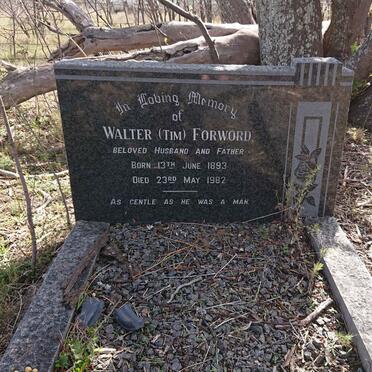 In Loving Memory
of
WALTER (TIM) FORWORD
BELOVED HUSBAND AND FATHER
BORN 13TH JUNE 1893
DIED 23RD MAY 1982
AS GENTLE AS HE WAS A MAN